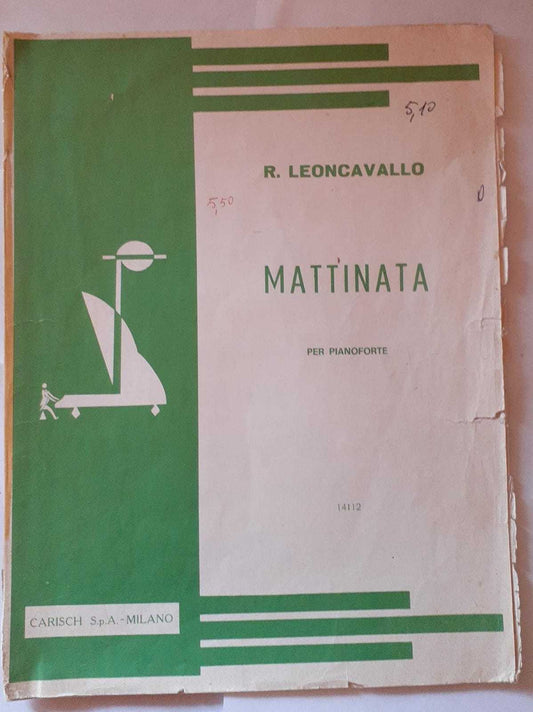 5,10
R. LEONCAVALLO
5,50
MATTINATA
PER PIANOFORTE
14112
CARISCH S.p.A. - MILANO